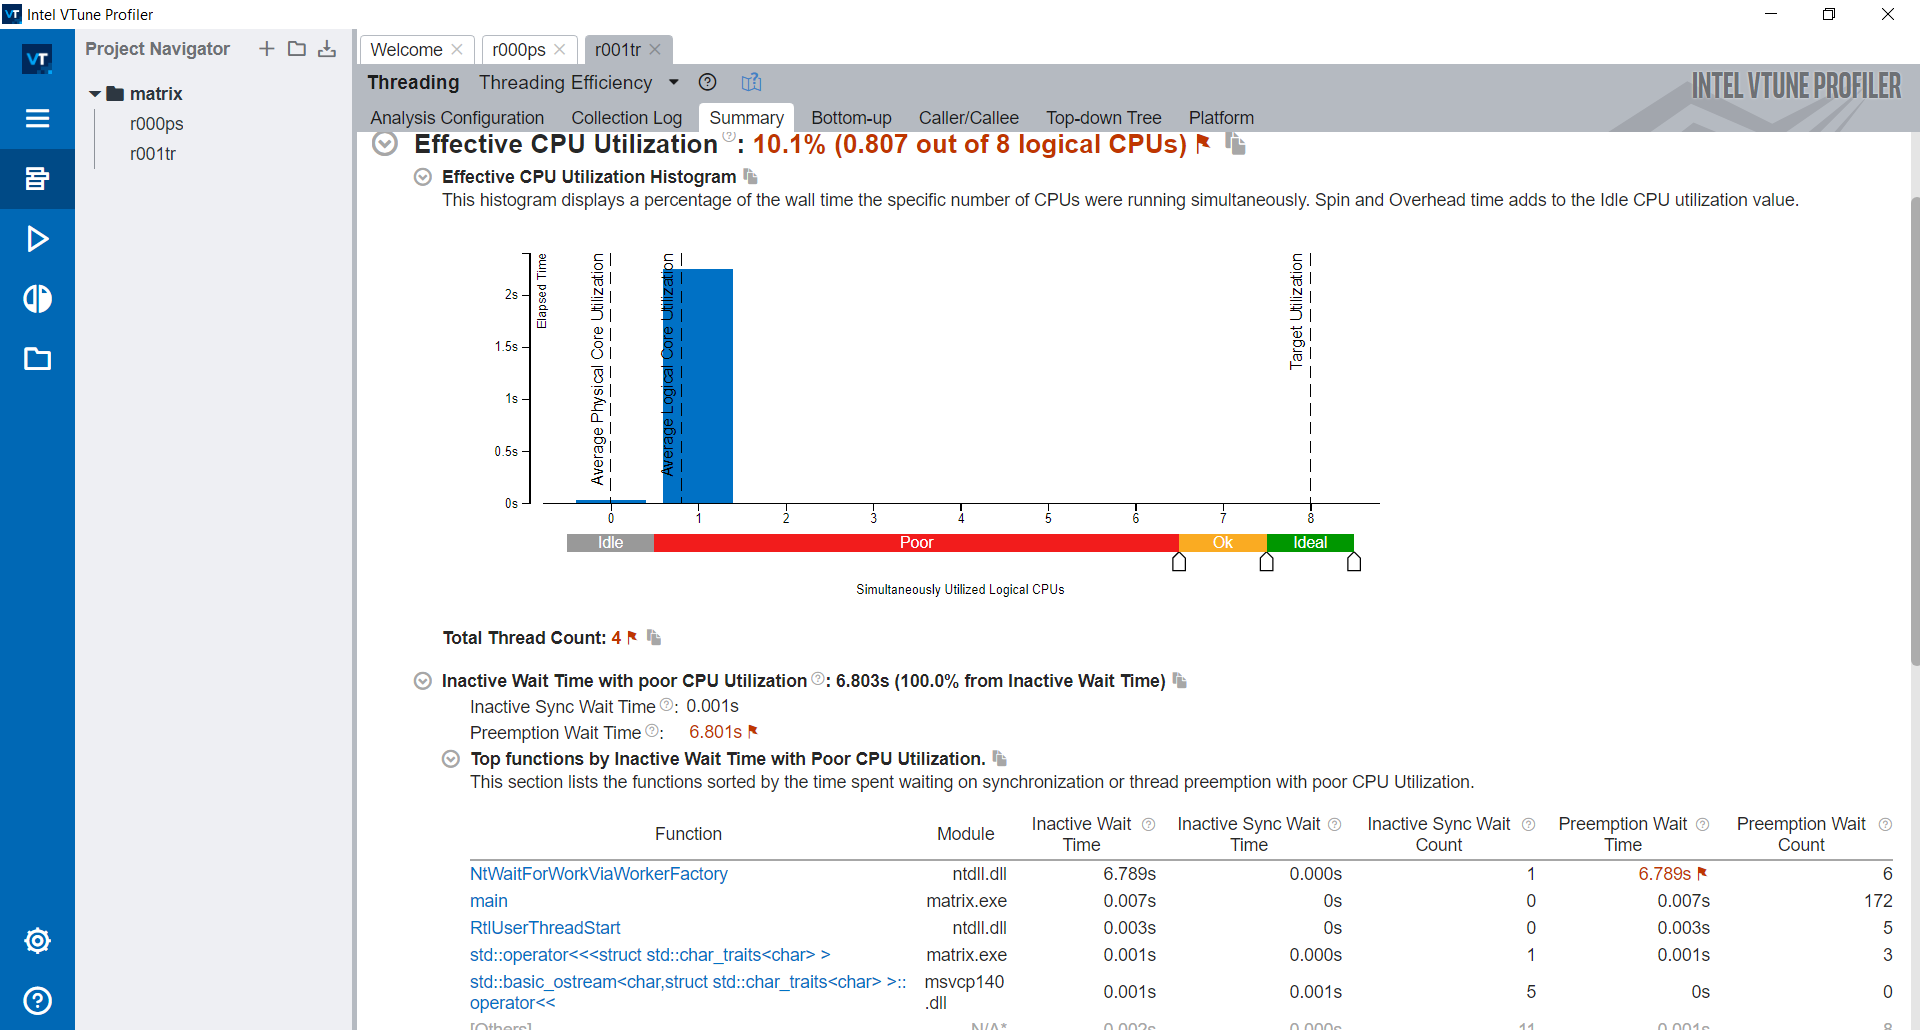 Intel VTune Profiler
Project Navigator
matrix
r000ps
r001tr
Welcome
r000ps
r001tr
Threading Threading Efficiency
INTEL VTUNE PROFILER
Analysis Configuration Collection Log Summary Bottom-up Caller/Callee Top-down Tree Platform
Effective CPU Utilization : 10.1% (0.807 out of 8 logical CPUs)
Effective CPU Utilization Histogram
This histogram displays a percentage of the wall time the specific number of CPUs were running simultaneously. Spin and Overhead time adds to the Idle CPU utilization value.
Elapsed Time
2s
1.5s
1s
0.5s
0s
Average Physical Core Utilization
Average Logical Core Utilization
Target Utilization
0 1 2 3 4 5 6 7 8
Idle Poor Ok Ideal
Simultaneously Utilized Logical CPUs
Total Thread Count: 4
Inactive Wait Time with poor CPU Utilization : 6.803s (100.0% from Inactive Wait Time)
Inactive Sync Wait Time : 0.001s
Preemption Wait Time : 6.801s
Top functions by Inactive Wait Time with Poor CPU Utilization.
This section lists the functions sorted by the time spent waiting on synchronization or thread preemption with poor CPU Utilization.
Function Module Inactive Wait Time Inactive Sync Wait Time Inactive Sync Wait Count Preemption Wait Time Preemption Wait Count
NtWaitForWorkViaWorkerFactory ntdll.dll 6.789s 0.000s 1 6.789s 6
main matrix.exe 0.007s 0s 0 0.007s 172
RtlUserThreadStart ntdll.dll 0.003s 0s 0 0.003s 5
std::operator<<<struct std::char_traits<char> > matrix.exe 0.001s 0.000s 1 0.001s 3
std::basic_ostream<char,struct std::char_traits<char> >::operator<< msvcp140.dll 0.001s 0.001s 5 0s 0
[Others] N/A* 0.002s 0.000s 11 0.001s 8